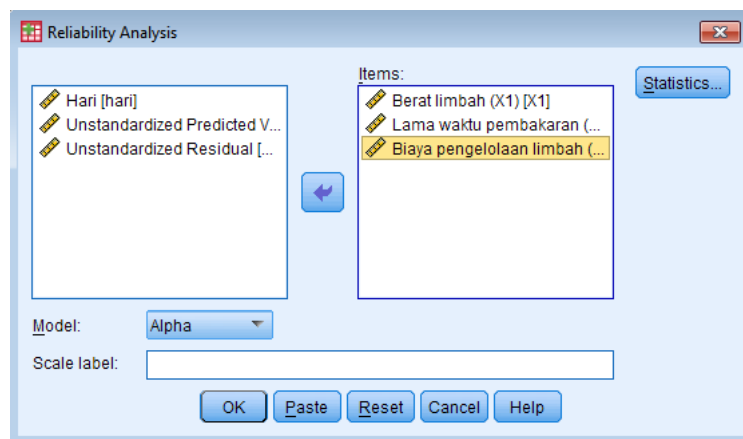 Reliability Analysis
Items:
Statistics...
Hari [hari]
Unstandardized Predicted V...
Unstandardized Residual [...
Berat limbah (X1) [X1]
Lama waktu pembakaran (...
Biaya pengelolaan limbah (...
Model:
Alpha
Scale label:
OK
Paste
Reset
Cancel
Help